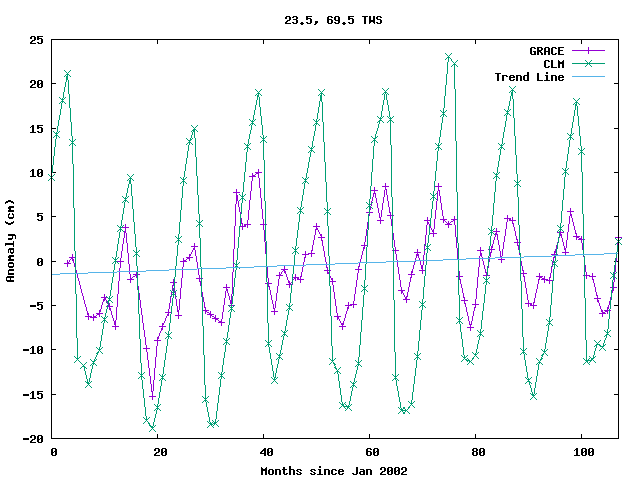 23.5, 69.5 TWS
25
20
15
10
5
0
-5
-10
-15
-20
Anomaly (cm)
GRACE
CLM
Trend Line
0 20 40 60 80 100
Months since Jan 2002